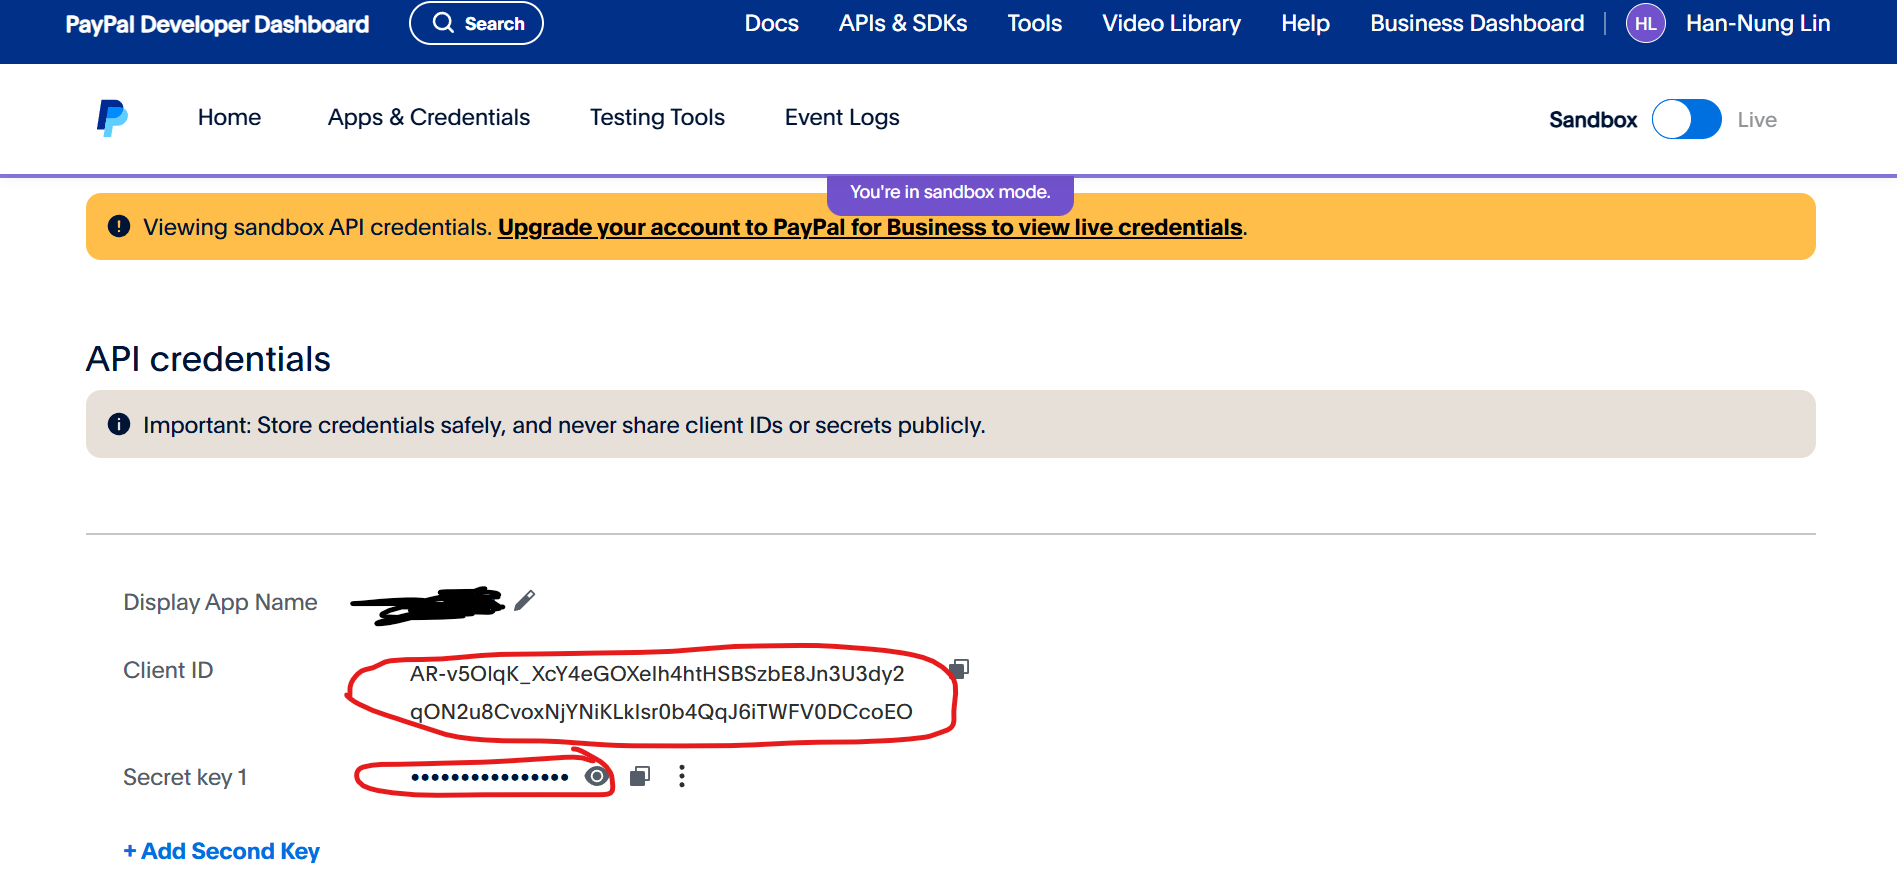 PayPal Developer Dashboard
Search
Docs
APIs & SDKs
Tools
Video Library
Help
Business Dashboard
HL
Han-Nung Lin
Home
Apps & Credentials
Testing Tools
Event Logs
Sandbox
Live
You're in sandbox mode.
Viewing sandbox API credentials. Upgrade your account to PayPal for Business to view live credentials.
API credentials
Important: Store credentials safely, and never share client IDs or secrets publicly.
Display App Name
Client ID
AR-v5OlqK_XcY4eGOXelh4htHSBSzbE8Jn3U3dy2
qON2u8CvoxNjYNiKLklsr0b4QqJ6iTWFV0DCcoEO
Secret key 1
••••••••••••••••
+ Add Second Key